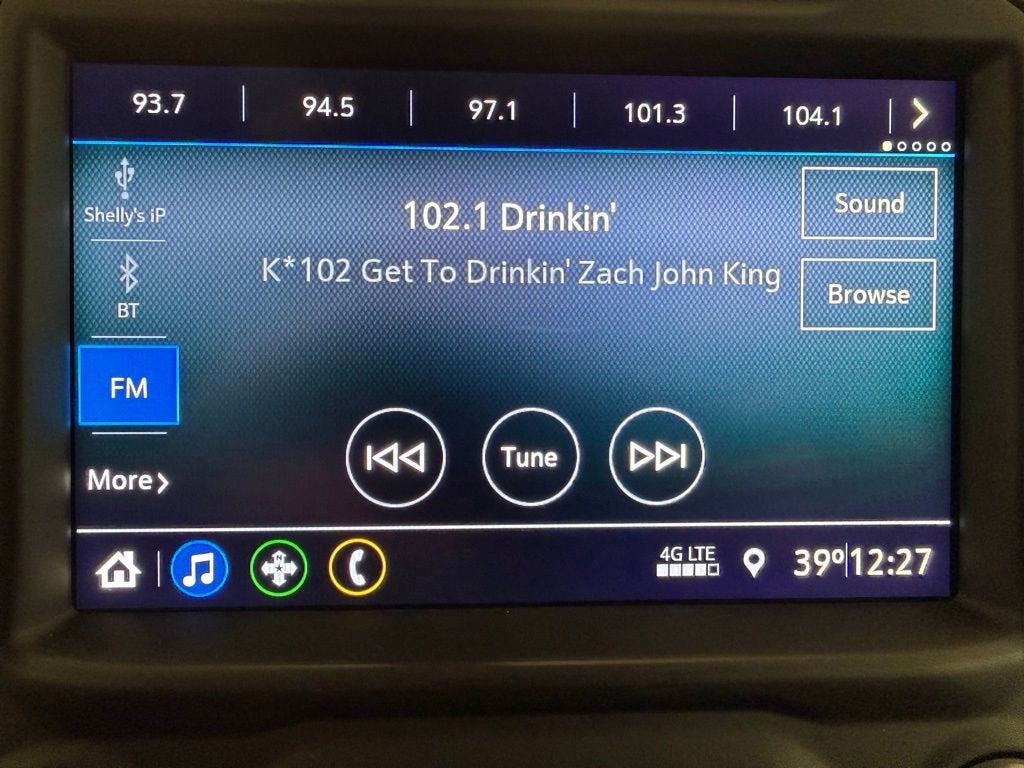 93.7 94.5 97.1 101.3 104.1
Shelly's iP
102.1 Drinkin'
Sound
K*102 Get To Drinkin' Zach John King
BT
Browse
FM
More
Tune
N
4G LTE
39° 12:27